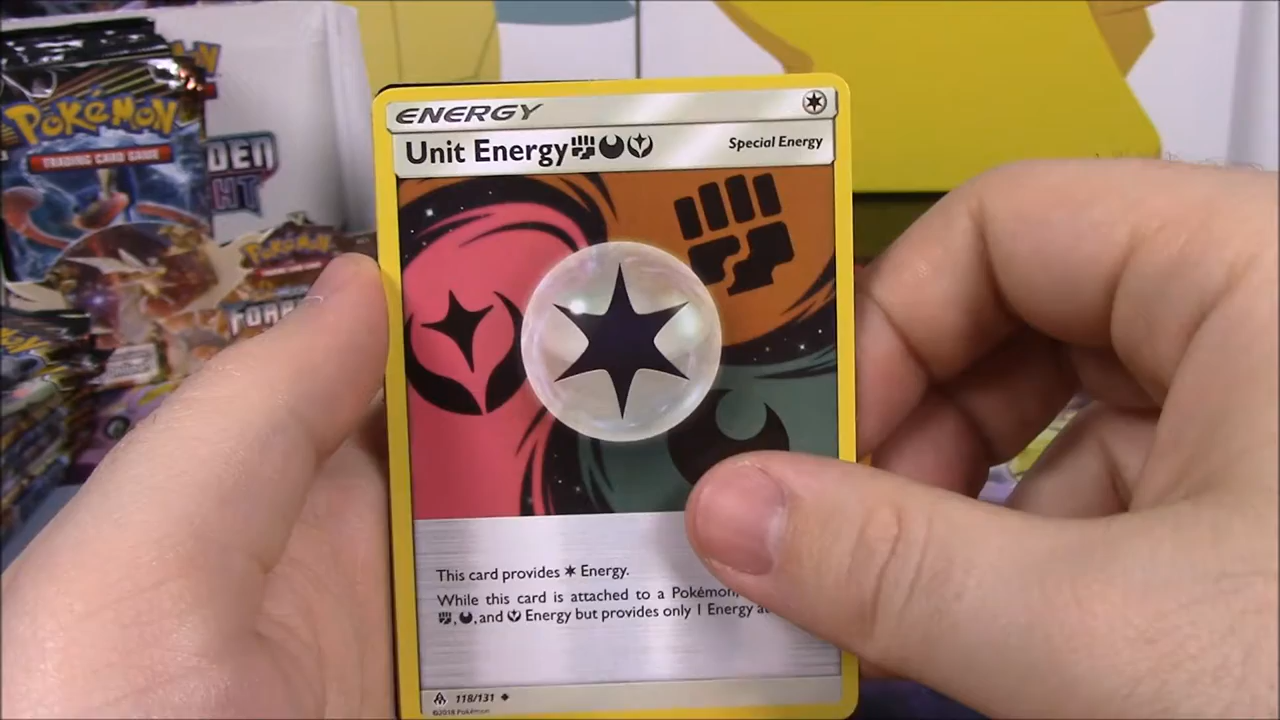 ENERGY
Unit Energy
Special Energy
This card provides Energy.
While this card is attached to a Pokémon,
, , and Energy but provides only 1 Energy
118/131
©2018 Pokémon
POKÉMON
TRADING CARD GAME
DEN
HT
POKÉMON
FOR